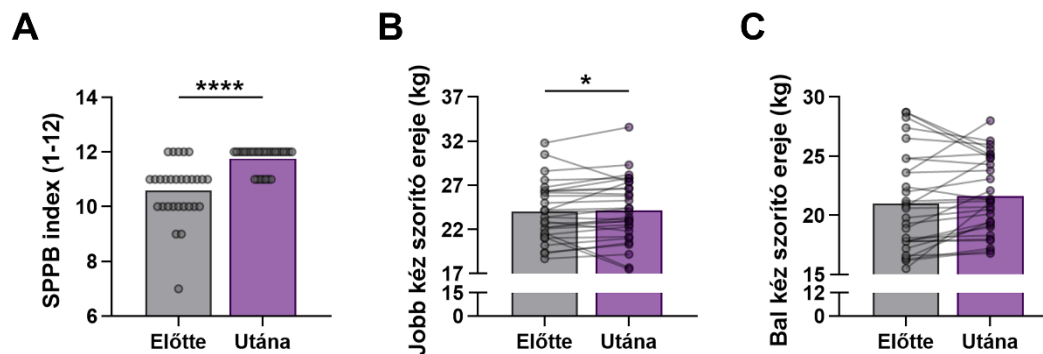 A
B
C
SPPB index (1-12)
14
12
10
8
6
****
Előtte
Utána
Jobb kéz szorító ereje (kg)
37
32
27
22
17
15
0
*
Előtte
Utána
Bal kéz szorító ereje (kg)
30
25
20
15
12
0
Előtte
Utána